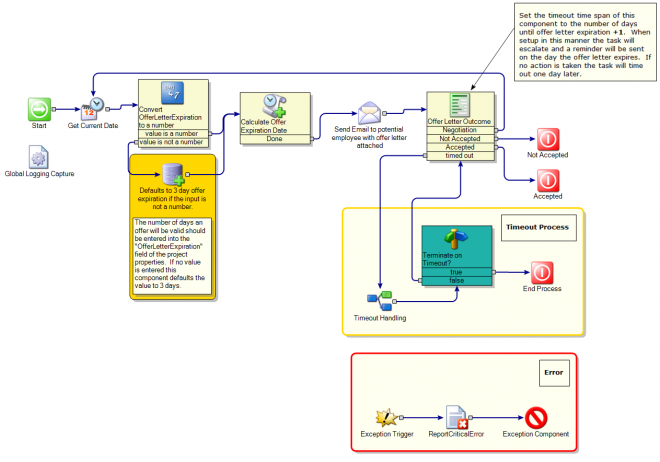 Set the timeout time span of this
component to the number of days
until offer letter expiration +1. When
setup in this manner the task will
escalate and a reminder will be sent
on the day the offer letter expires. If
no action is taken the task will time
out one day later.
Start
12
Get Current Date
Convert
OfferLetterExpiration
to a number
value is a number
value is not a number
Calculate Offer
Expiration Date
Done
Send Email to potential
employee with offer letter
attached
Offer Letter Outcome
Negotiation
Not Accepted
Accepted
timed out
Not Accepted
Accepted
Global Logging Capture
Defaults to 3 day offer
expiration if the input is
not a number.
The number of days an
offer will be valid should
be entered into the
"OfferLetterExpiration"
field of the project
properties. If no value
is entered this
component defaults the
value to 3 days.
Timeout Process
Terminate on
Timeout?
true
false
End Process
Timeout Handling
Error
Exception Trigger
ReportCriticalError
Exception Component